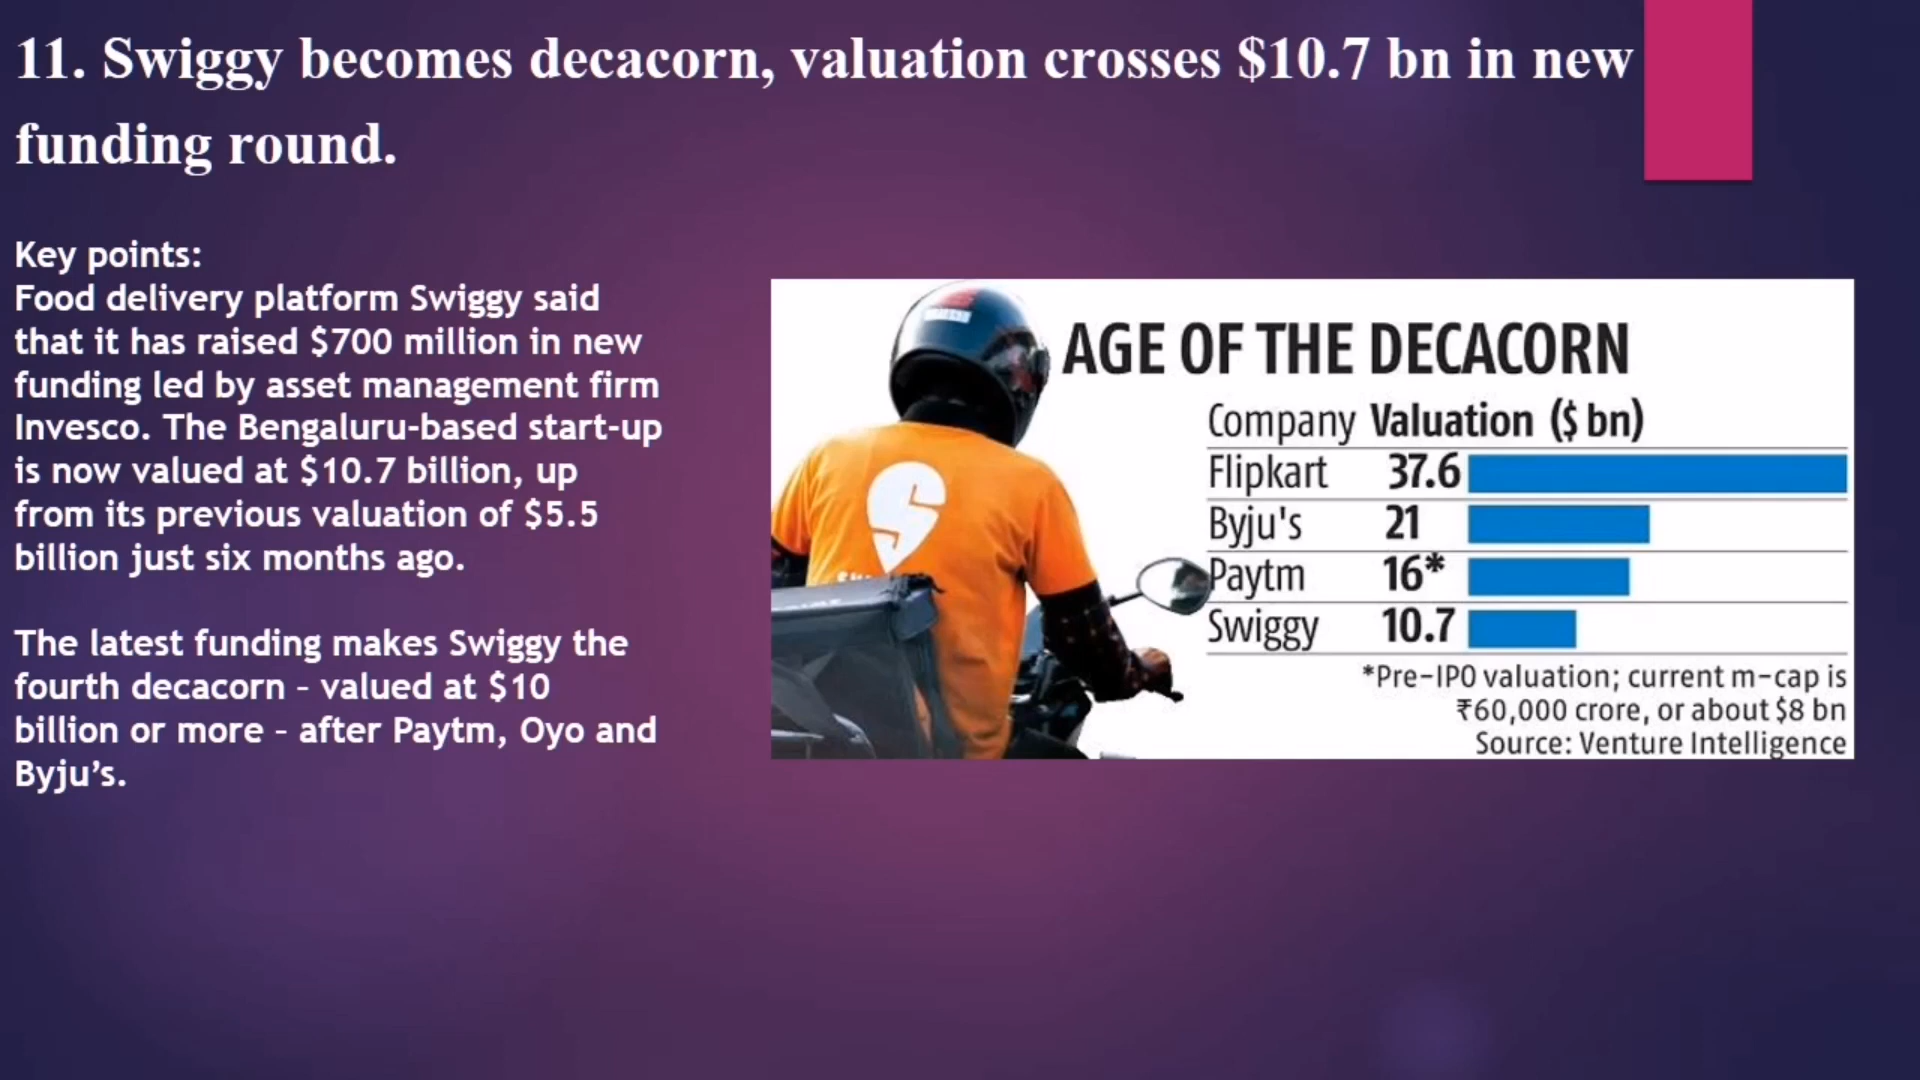 11. Swiggy becomes decacorn, valuation crosses $10.7 bn in new
funding round.
Key points:
Food delivery platform Swiggy said
that it has raised $700 million in new
funding led by asset management firm
Invesco. The Bengaluru-based start-up
is now valued at $10.7 billion, up
from its previous valuation of $5.5
billion just six months ago.
The latest funding makes Swiggy the
fourth decacorn – valued at $10
billion or more – after Paytm, Oyo and
Byju’s.
AGE OF THE DECACORN
Company Valuation ($ bn)
Flipkart 37.6
Byju's 21
Paytm 16*
Swiggy 10.7
*Pre-IPO valuation; current m-cap is
₹60,000 crore, or about $8 bn
Source: Venture Intelligence